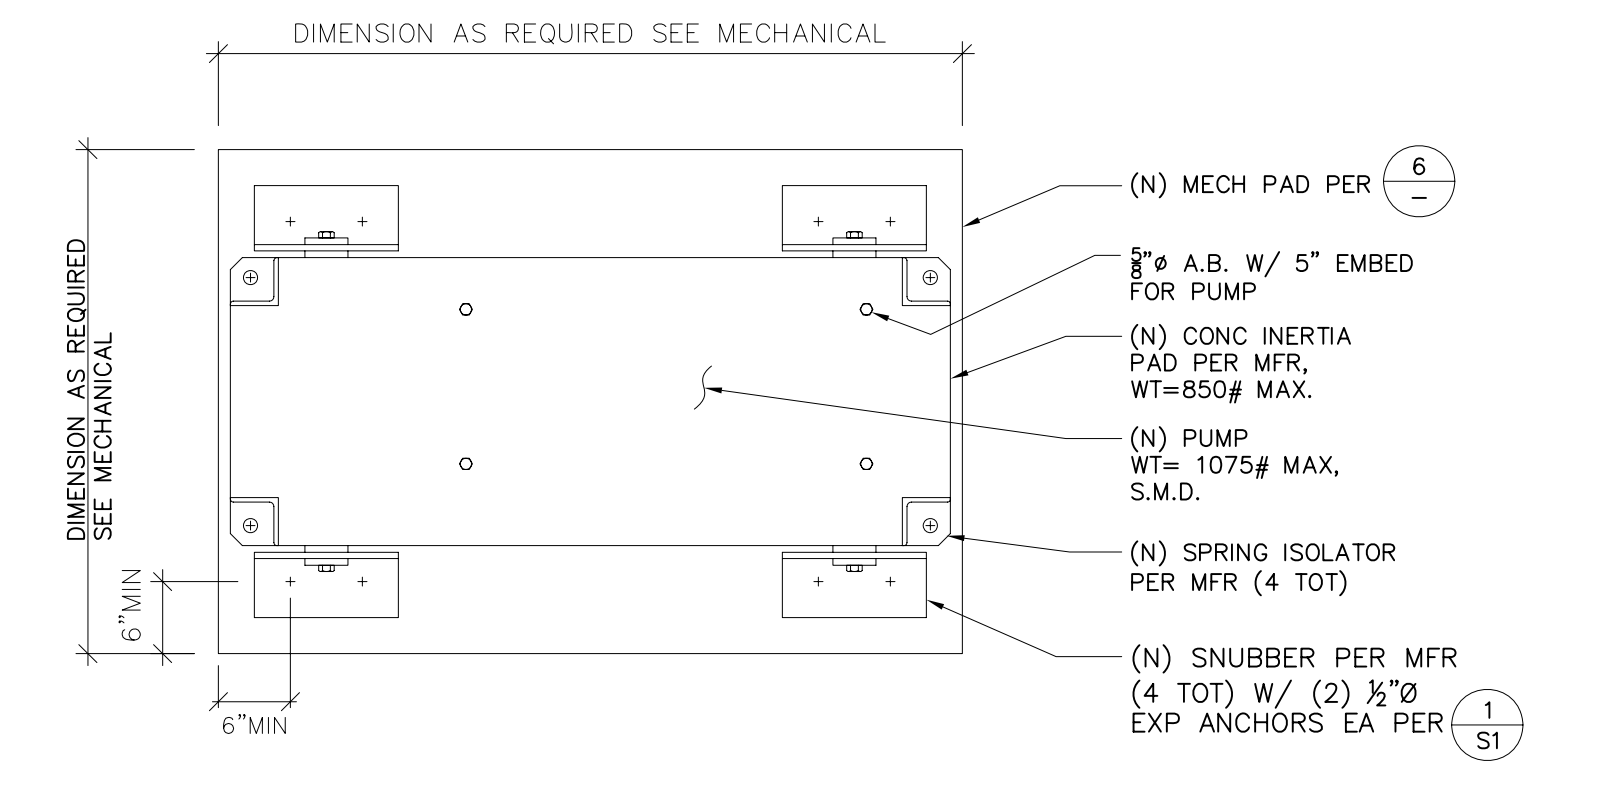 DIMENSION AS REQUIRED SEE MECHANICAL
DIMENSION AS REQUIRED
SEE MECHANICAL
6"MIN
6"MIN
(N) MECH PAD PER
6
–
5/8"ø A.B. W/ 5" EMBED
FOR PUMP
(N) CONC INERTIA
PAD PER MFR,
WT=850# MAX.
(N) PUMP
WT= 1075# MAX,
S.M.D.
(N) SPRING ISOLATOR
PER MFR (4 TOT)
(N) SNUBBER PER MFR
(4 TOT) W/ (2) ½"Ø
EXP ANCHORS EA PER
1
S1